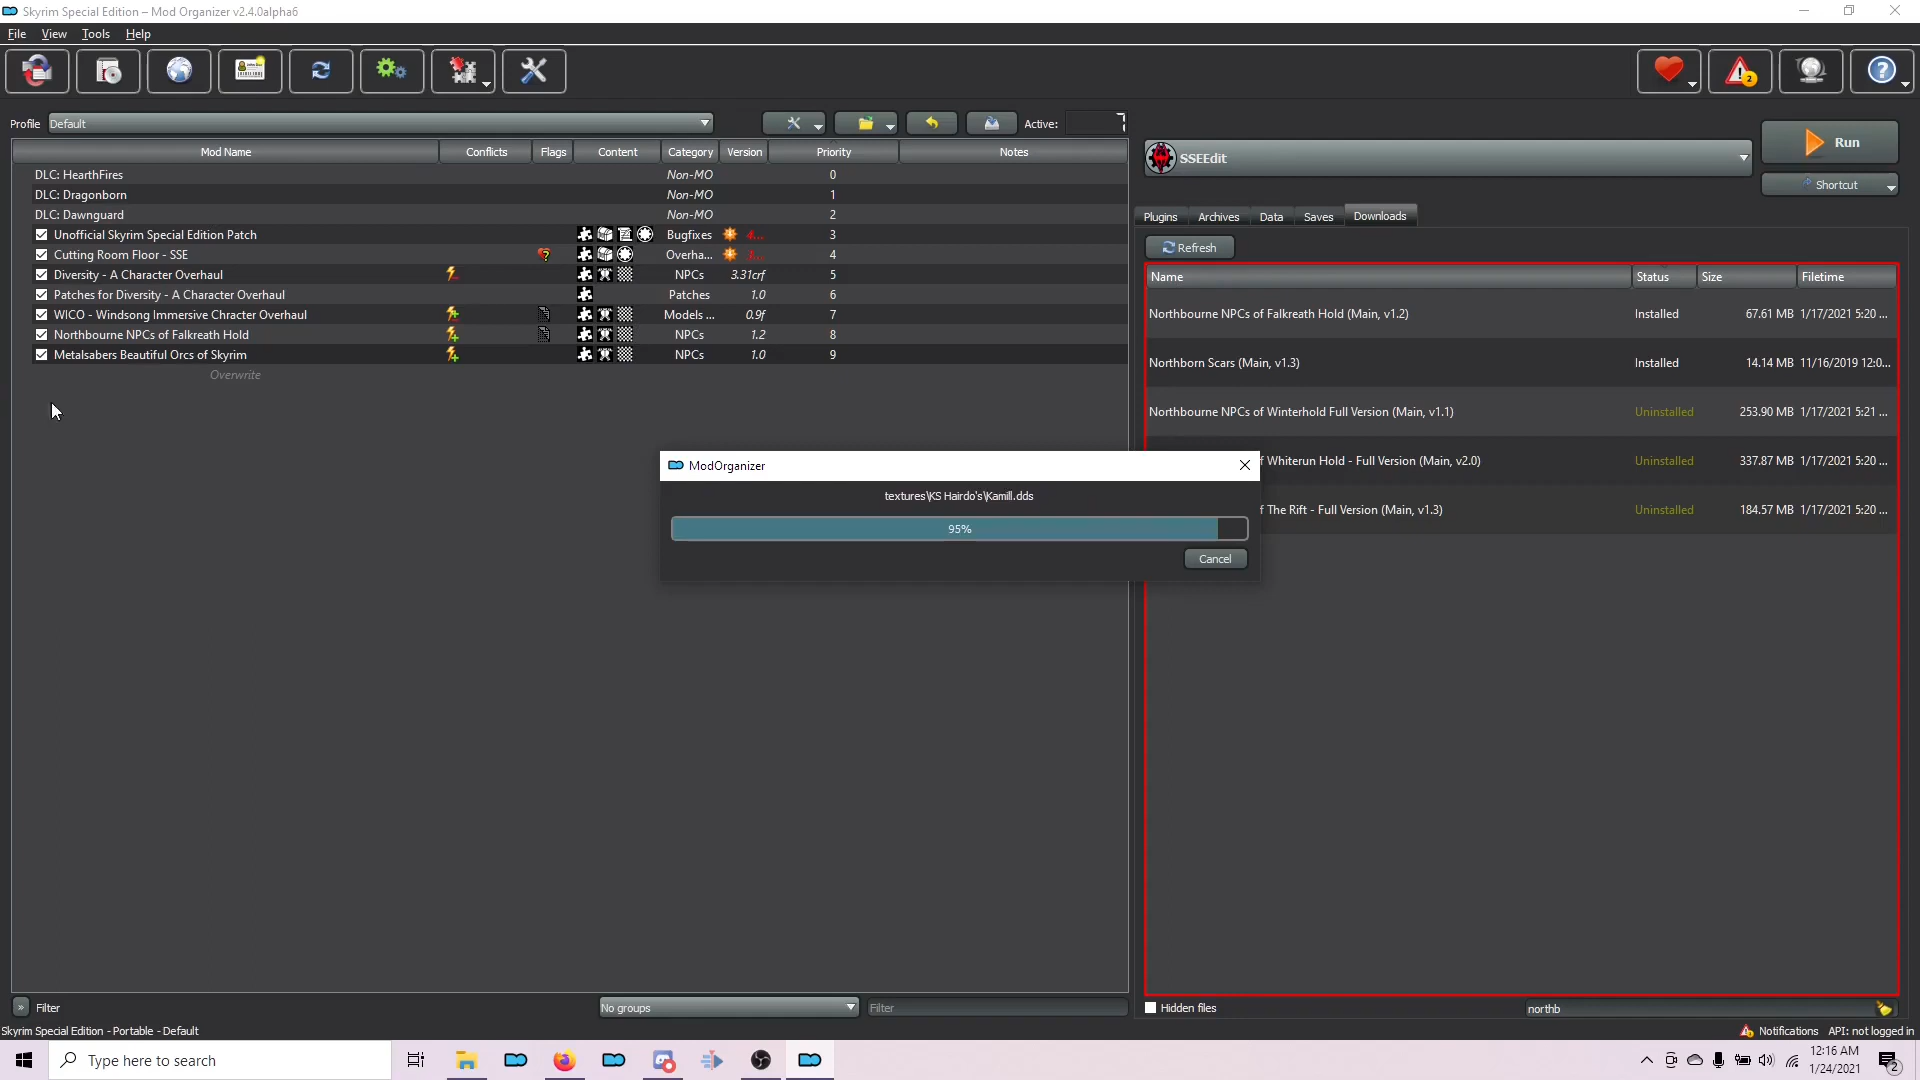 Skyrim Special Edition – Mod Organizer v2.4.0alpha6
File View Tools Help
Profile Default Active:
Mod Name Conflicts Flags Content Category Version Priority Notes
DLC: HearthFires Non-MO 0
DLC: Dragonborn Non-MO 1
DLC: Dawnguard Non-MO 2
Unofficial Skyrim Special Edition Patch Bugfixes 4... 3
Cutting Room Floor - SSE Overha... 3... 4
Diversity - A Character Overhaul NPCs 3.31crf 5
Patches for Diversity - A Character Overhaul Patches 1.0 6
WICO - Windsong Immersive Chracter Overhaul Models ... 0.9f 7
Northbourne NPCs of Falkreath Hold NPCs 1.2 8
Metalsabers Beautiful Orcs of Skyrim NPCs 1.0 9
Overwrite
SSEEdit
Run
Shortcut
Plugins Archives Data Saves Downloads
Refresh
Name Status Size Filetime
Northbourne NPCs of Falkreath Hold (Main, v1.2) Installed 67.61 MB 1/17/2021 5:20 ...
Northborn Scars (Main, v1.3) Installed 14.14 MB 11/16/2019 12:0...
Northbourne NPCs of Winterhold Full Version (Main, v1.1) Uninstalled 253.90 MB 1/17/2021 5:21 ...
f Whiterun Hold - Full Version (Main, v2.0) Uninstalled 337.87 MB 1/17/2021 5:20 ...
f The Rift - Full Version (Main, v1.3) Uninstalled 184.57 MB 1/17/2021 5:20 ...
ModOrganizer
textures\KS Hairdo's\Kamill.dds
95%
Cancel
» Filter No groups Filter
Hidden files northb
Skyrim Special Edition - Portable - Default
Notifications API: not logged in
Type here to search
12:16 AM
1/24/2021
2